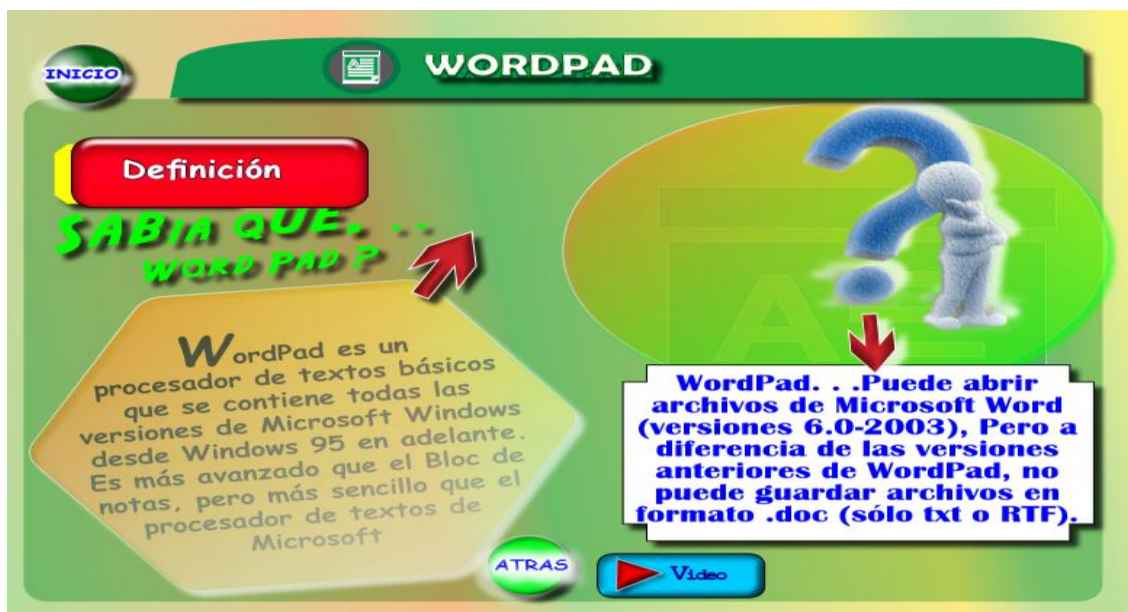 INICIO
WORDPAD
Definición
SABIA QUE. . .
WORD PAD ?
WordPad es un
procesador de textos básicos
que se contiene todas las
versiones de Microsoft Windows
desde Windows 95 en adelante.
Es más avanzado que el Bloc de
notas, pero más sencillo que el
procesador de textos de
Microsoft
AE
WordPad. . .Puede abrir
archivos de Microsoft Word
(versiones 6.0-2003), Pero a
diferencia de las versiones
anteriores de WordPad, no
puede guardar archivos en
formato .doc (sólo txt o RTF).
ATRAS
Video